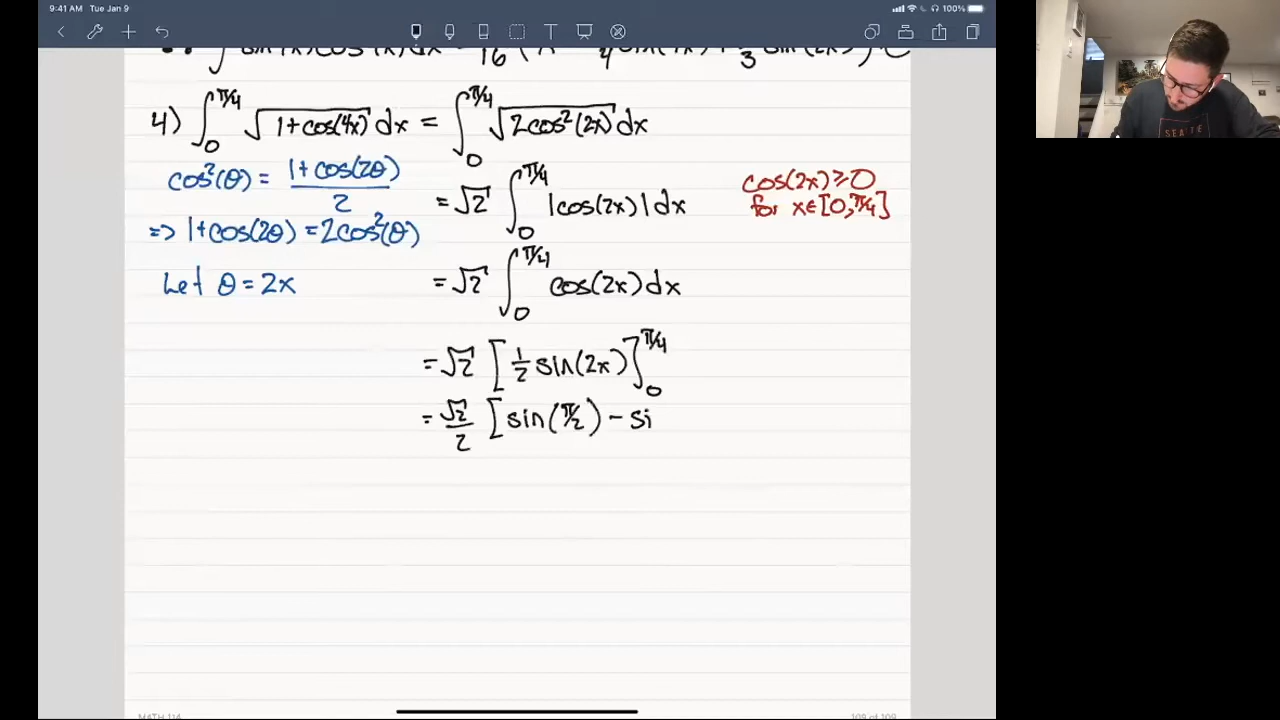 9:41 AM Tue Jan 9
100%
4) ∫₀^{π/4} √(1+cos(4x)) dx = ∫₀^{π/4} √(2cos²(2x)) dx
cos²(θ) = (1+cos(2θ))/2
= √2 ∫₀^{π/4} |cos(2x)| dx
cos(2x) ≥ 0
for x ∈ [0, π/4]
=> 1+cos(2θ) = 2cos²(θ)
Let θ = 2x
= √2 ∫₀^{π/4} cos(2x) dx
= √2 [½ sin(2x)]₀^{π/4}
= √2/2 [sin(π/2) - si